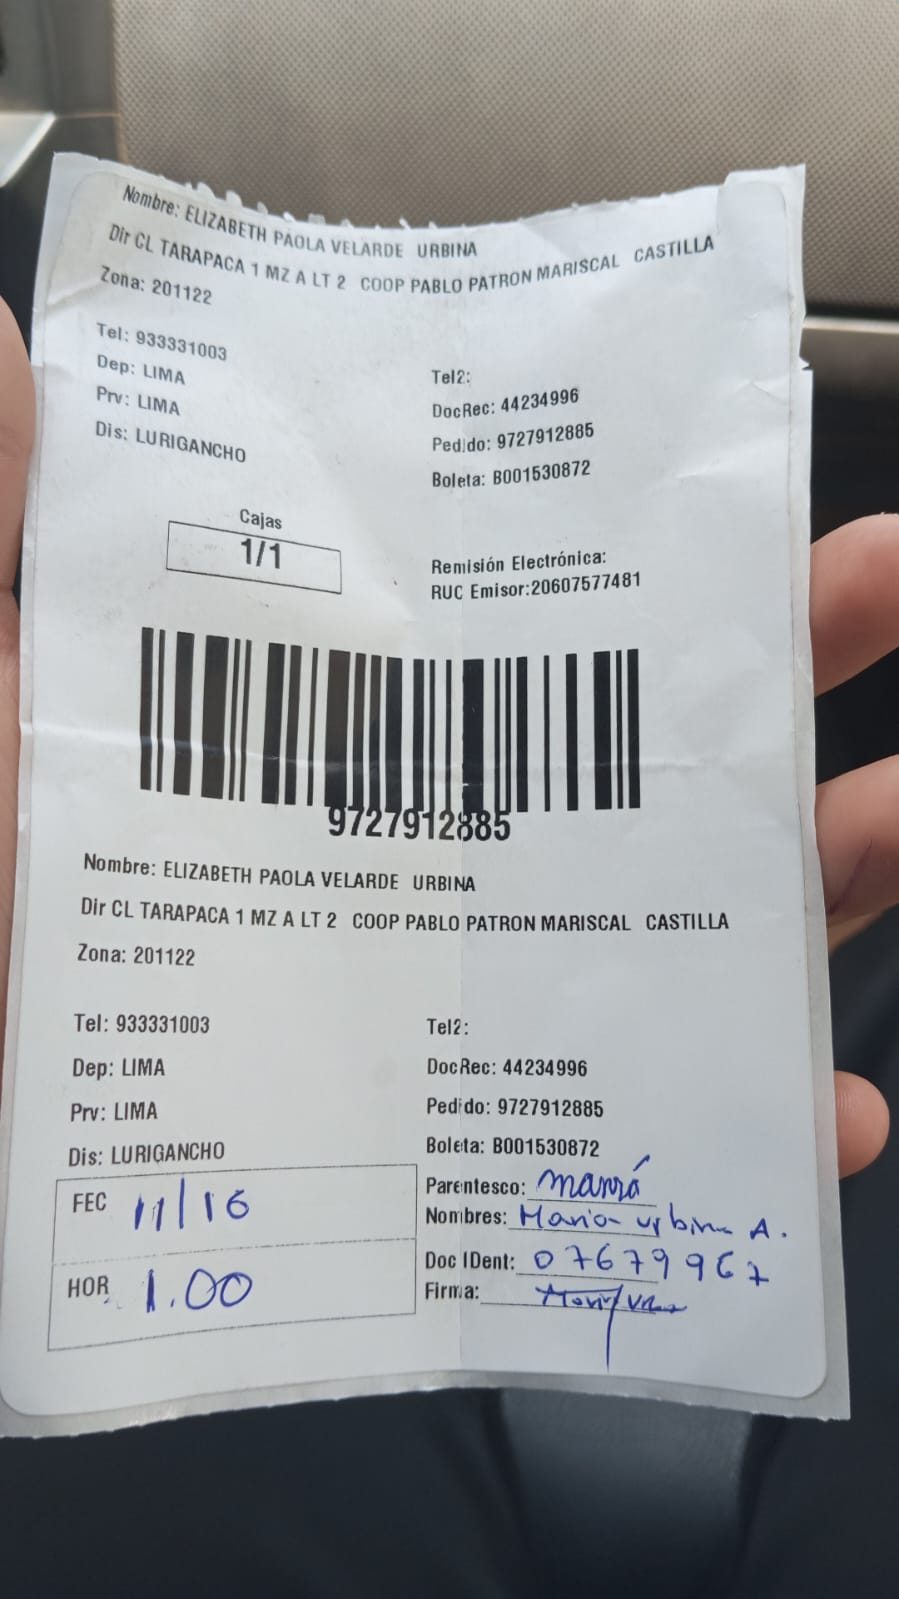 Nombre: ELIZABETH PAOLA VELARDE URBINA
Dir CL TARAPACA 1 MZ A LT 2 COOP PABLO PATRON MARISCAL CASTILLA
Zona: 201122
Tel: 933331003
Tel2:
Dep: LIMA
DocRec: 44234996
Prv: LIMA
Pedido: 9727912885
Dis: LURIGANCHO
Boleta: B001530872
Cajas
1/1
Remisión Electrónica:
RUC Emisor:20607577481
9727912885
Nombre: ELIZABETH PAOLA VELARDE URBINA
Dir CL TARAPACA 1 MZ A LT 2 COOP PABLO PATRON MARISCAL CASTILLA
Zona: 201122
Tel: 933331003
Tel2:
Dep: LIMA
DocRec: 44234996
Prv: LIMA
Pedido: 9727912885
Dis: LURIGANCHO
Boleta: B001530872
FEC 11/16
Parentesco: mamá
Nombres: Maria urbina A.
HOR 1.00
Doc IDent: 07679967
Firma: